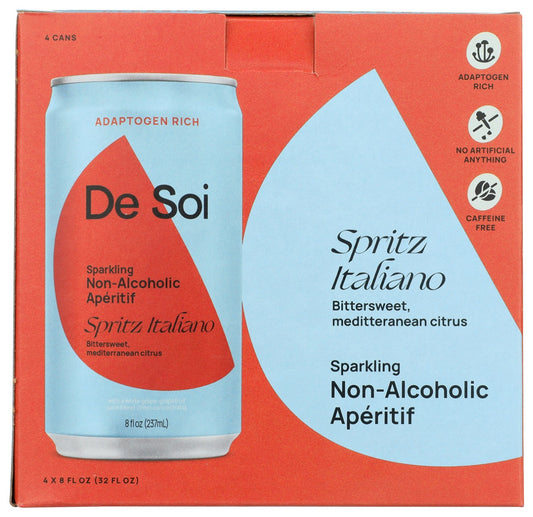 4 CANS
ADAPTOGEN RICH
De Soi
Sparkling
Non-Alcoholic
Apéritif
Spritz Italiano
Bittersweet,
mediterranean citrus
8 fl oz (237mL)
4 X 8 FL OZ (32 FL OZ)
ADAPTOGEN
RICH
NO ARTIFICIAL
ANYTHING
CAFFEINE
FREE
Spritz
Italiano
Bittersweet,
meditteranean citrus
Sparkling
Non-Alcoholic
Apéritif